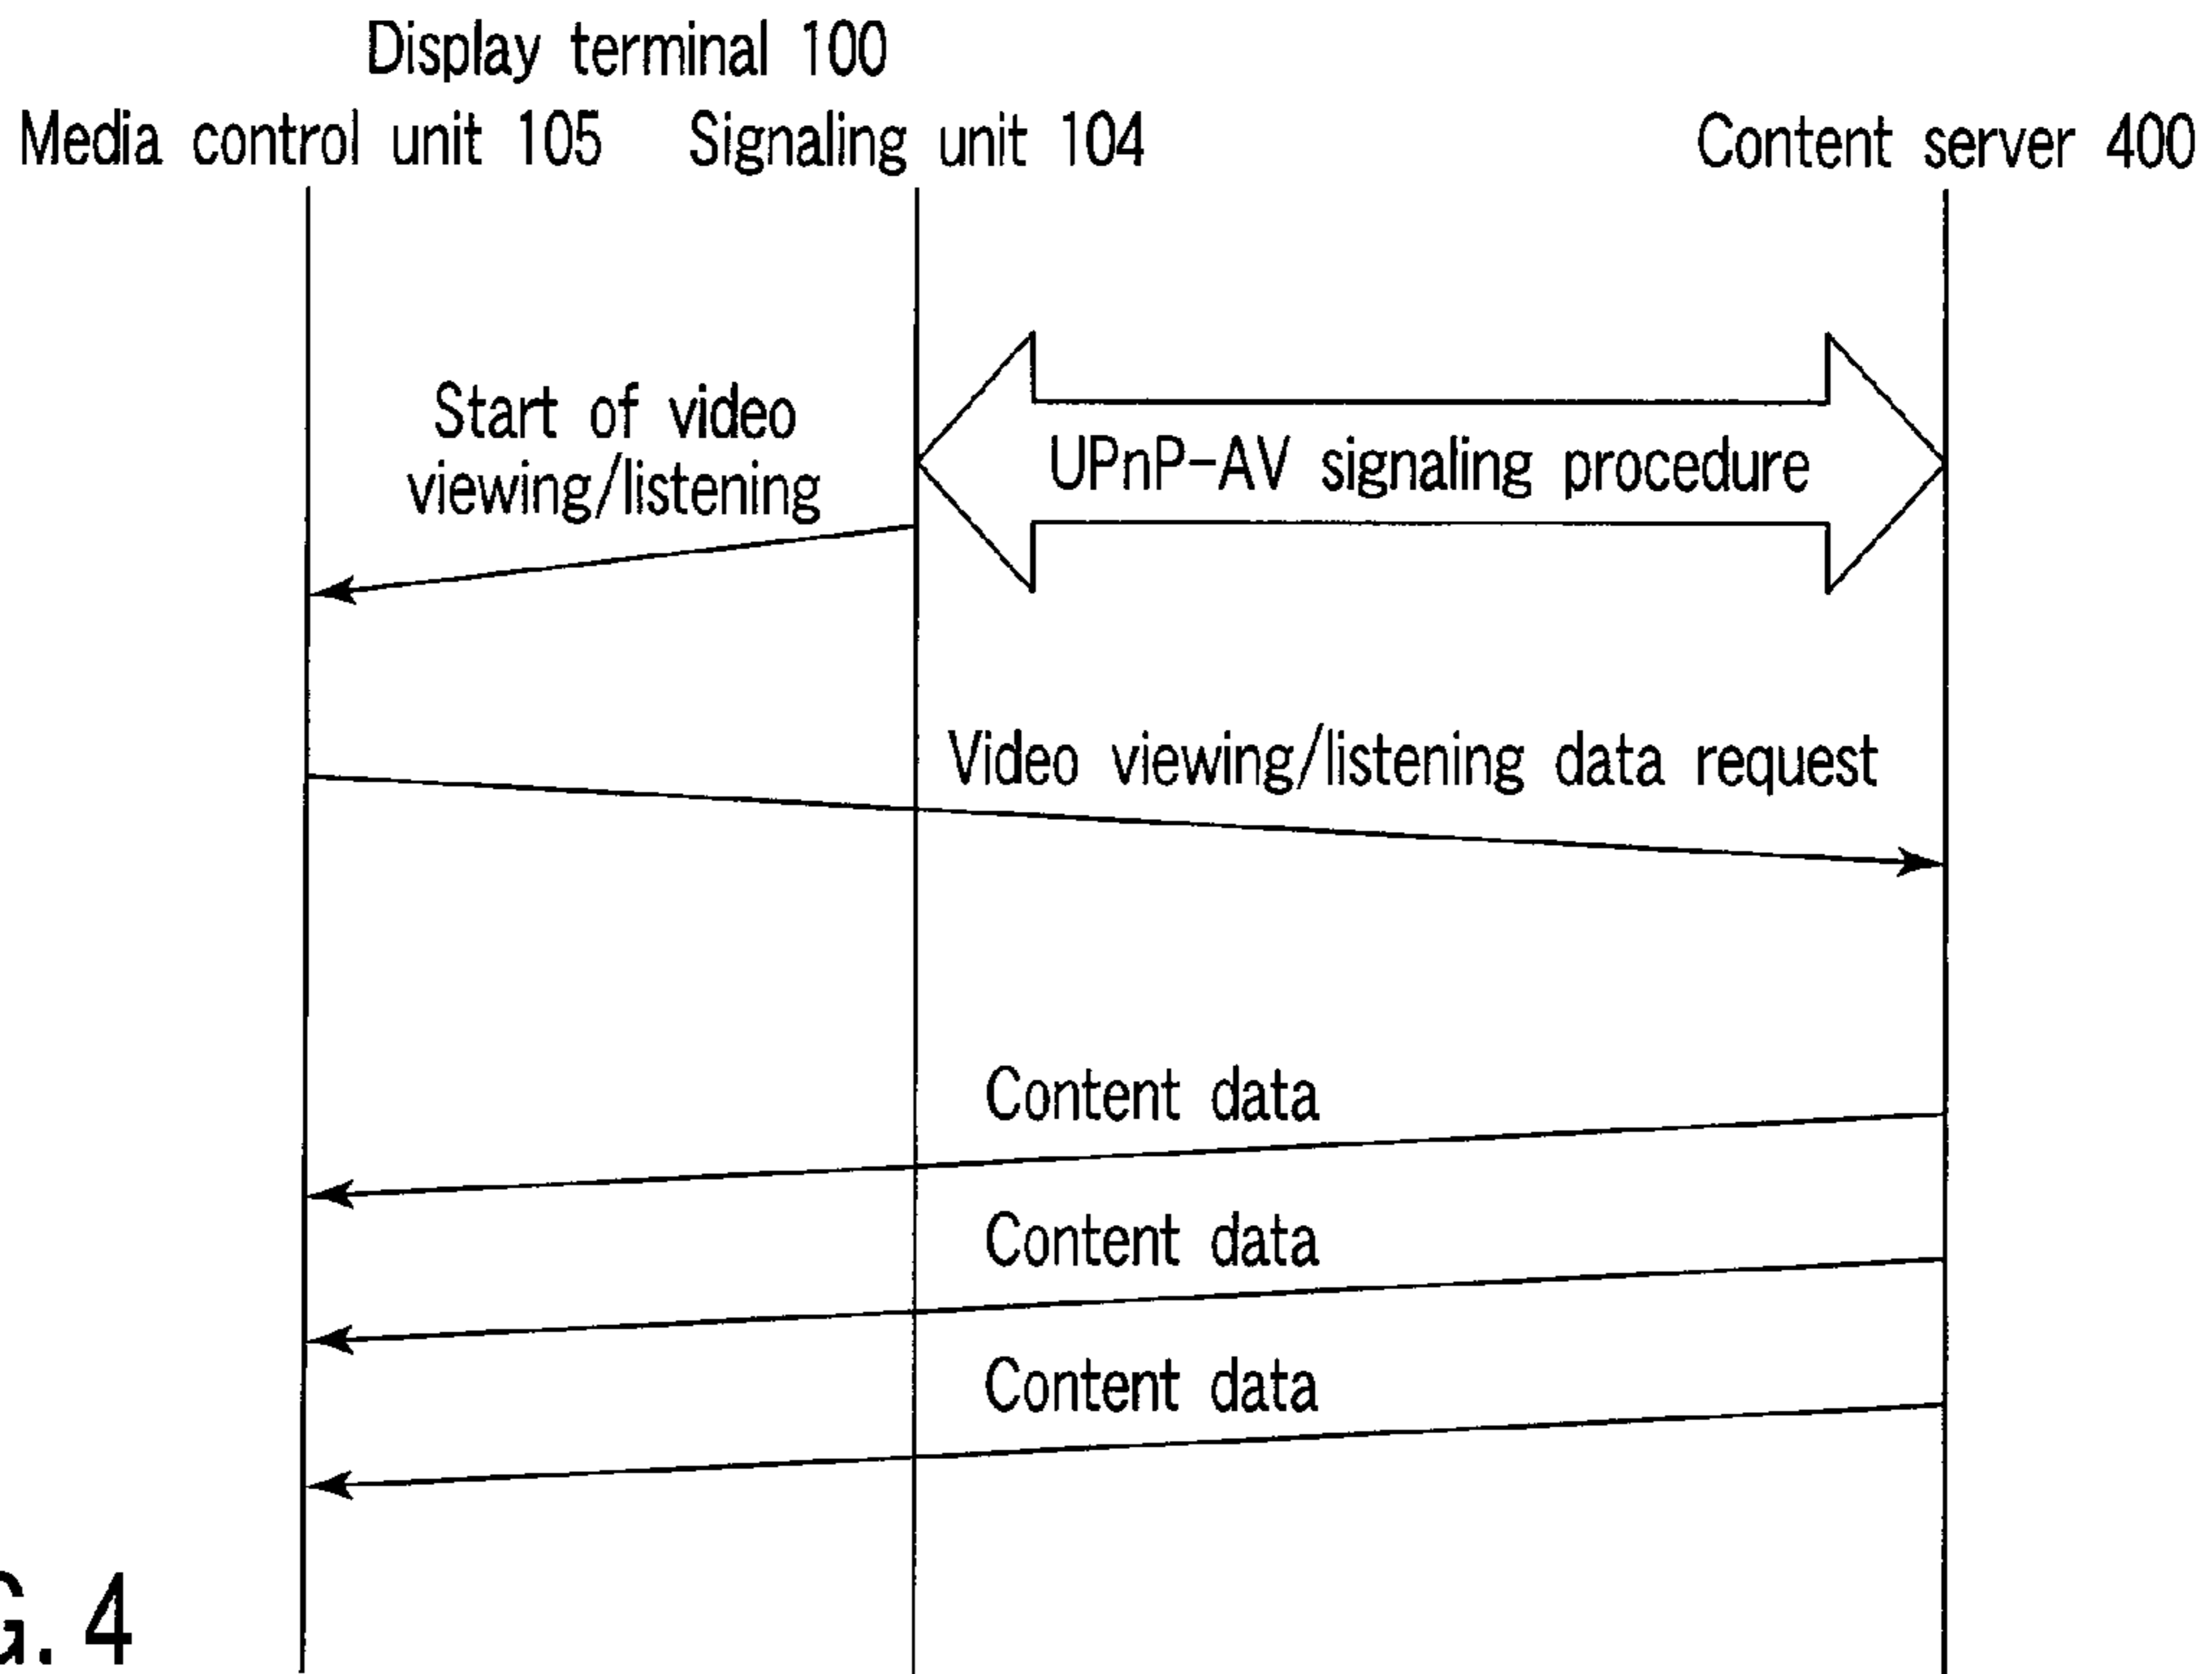 Display terminal 100
Media control unit 105 Signaling unit 104 Content server 400
Start of video
viewing/listening
UPnP-AV signaling procedure
Video viewing/listening data request
Content data
Content data
Content data
G. 4